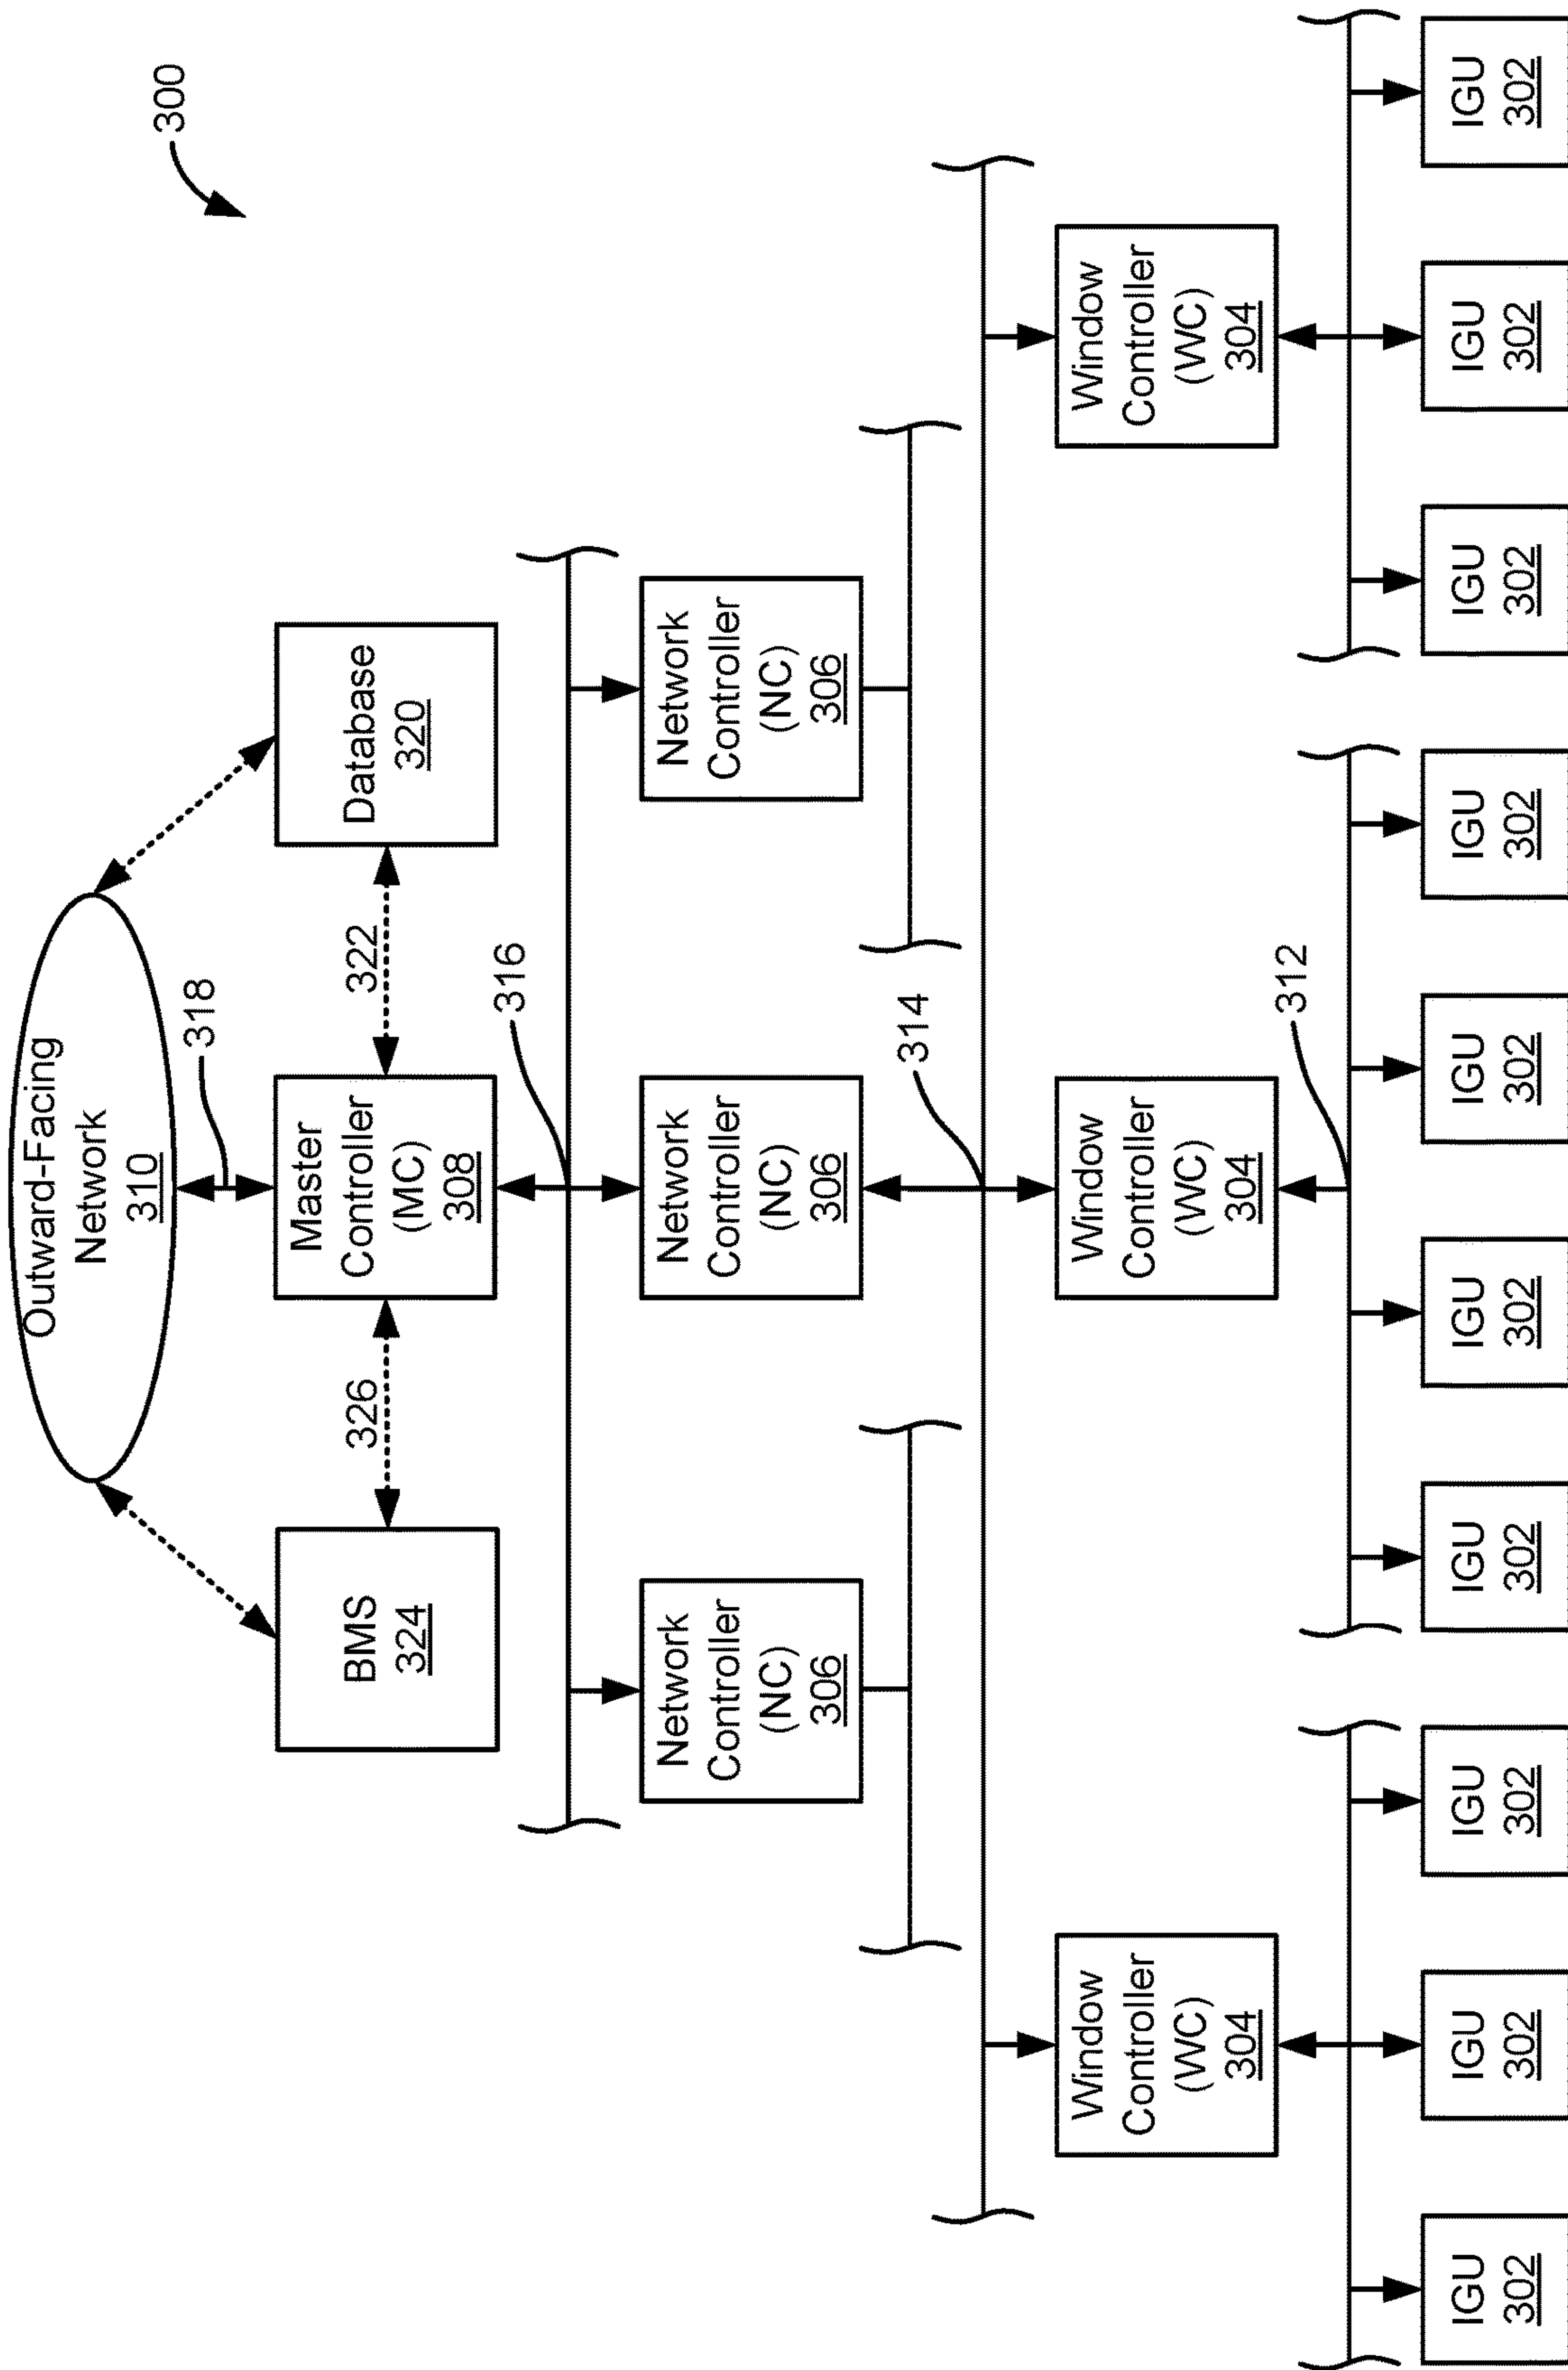 Outward-Facing
Network
310
300
318
BMS
324
326
Master
Controller
(MC)
308
322
Database
320
316
Network
Controller
(NC)
306
Network
Controller
(NC)
306
Network
Controller
(NC)
306
314
Window
Controller
(WC)
304
Window
Controller
(WC)
304
Window
Controller
(WC)
304
312
IGU
302
IGU
302
IGU
302
IGU
302
IGU
302
IGU
302
IGU
302
IGU
302
IGU
302
IGU
302